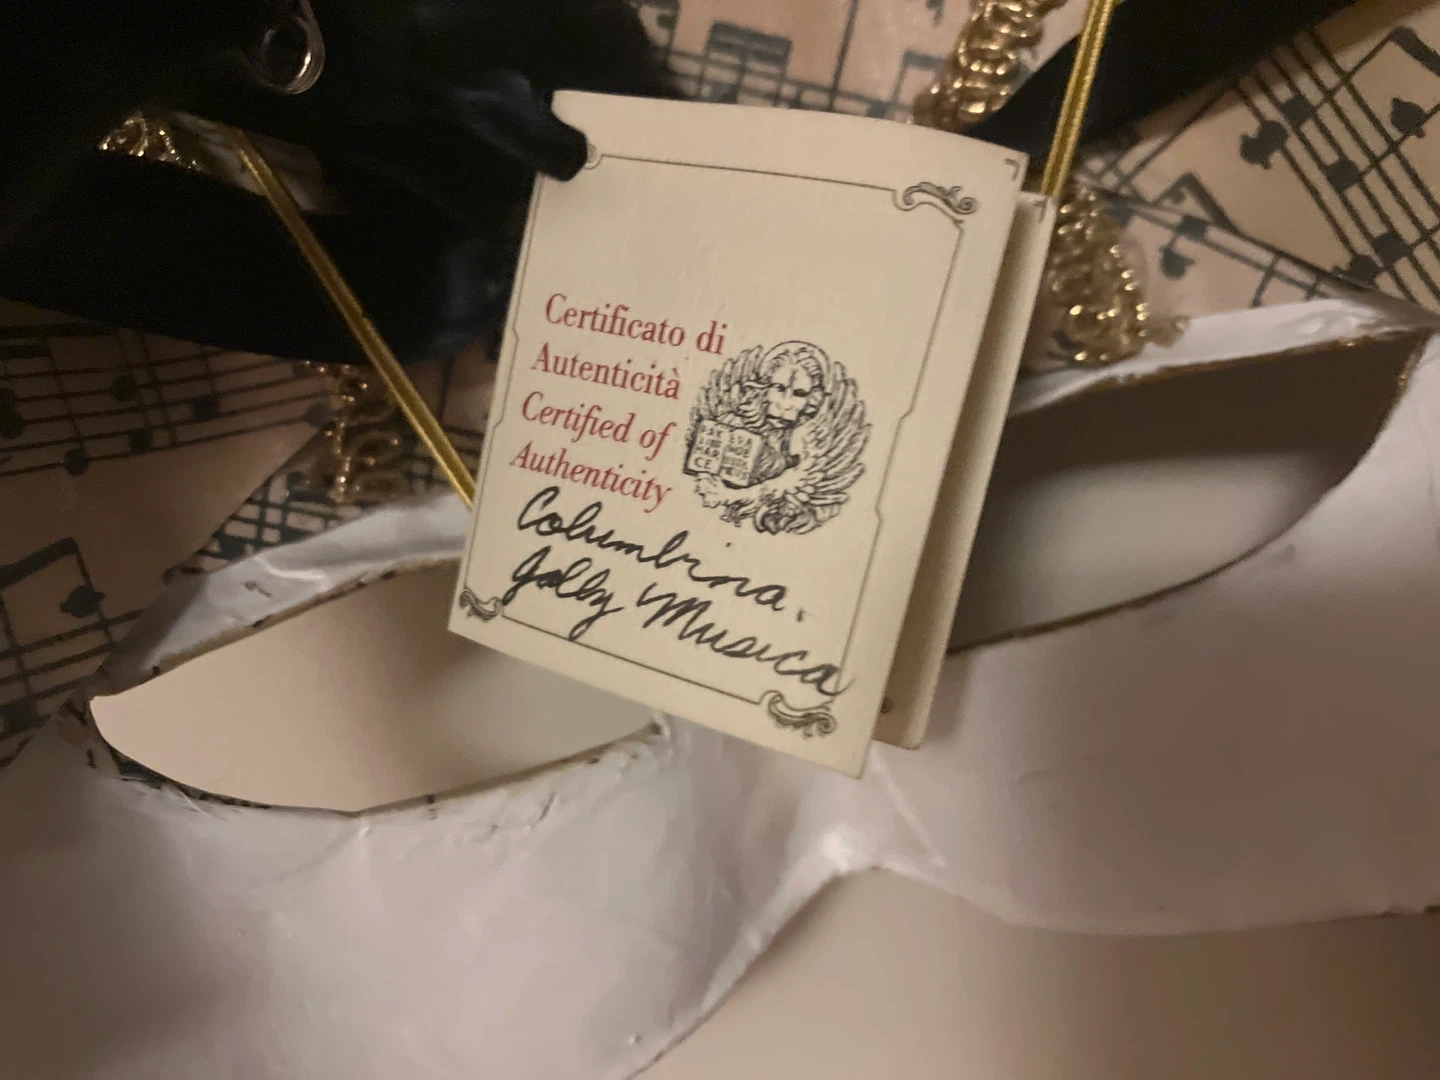 Certificato di
Autenticità
Certified of
Authenticity
Columbina.
Jolly Musica